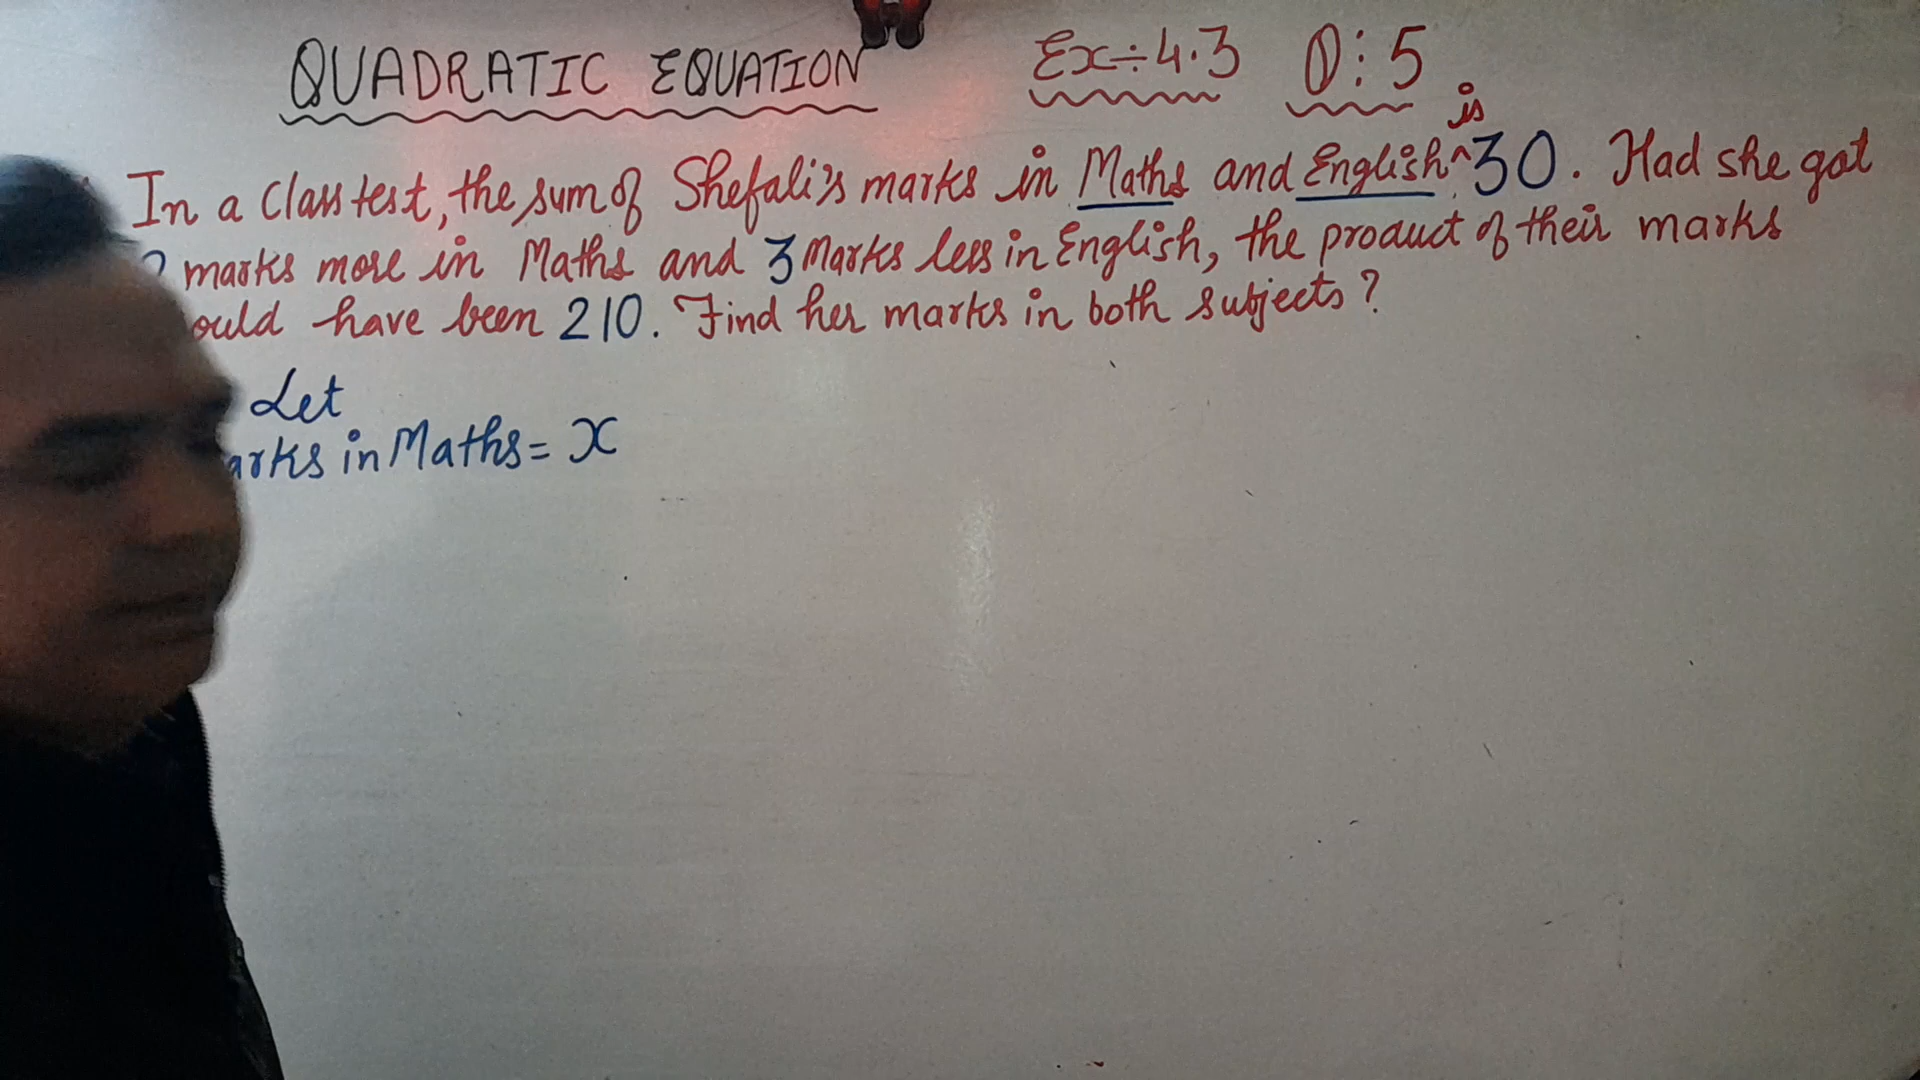 QUADRATIC EQUATION Ex÷4.3 Q:5
In a Class test, the sum of Shefali's marks in Maths and English ^is 30. Had she got
2 marks more in Maths and 3 Marks less in English, the product of their marks
ould have been 210. Find her marks in both subjects?
Let
arks in Maths = x